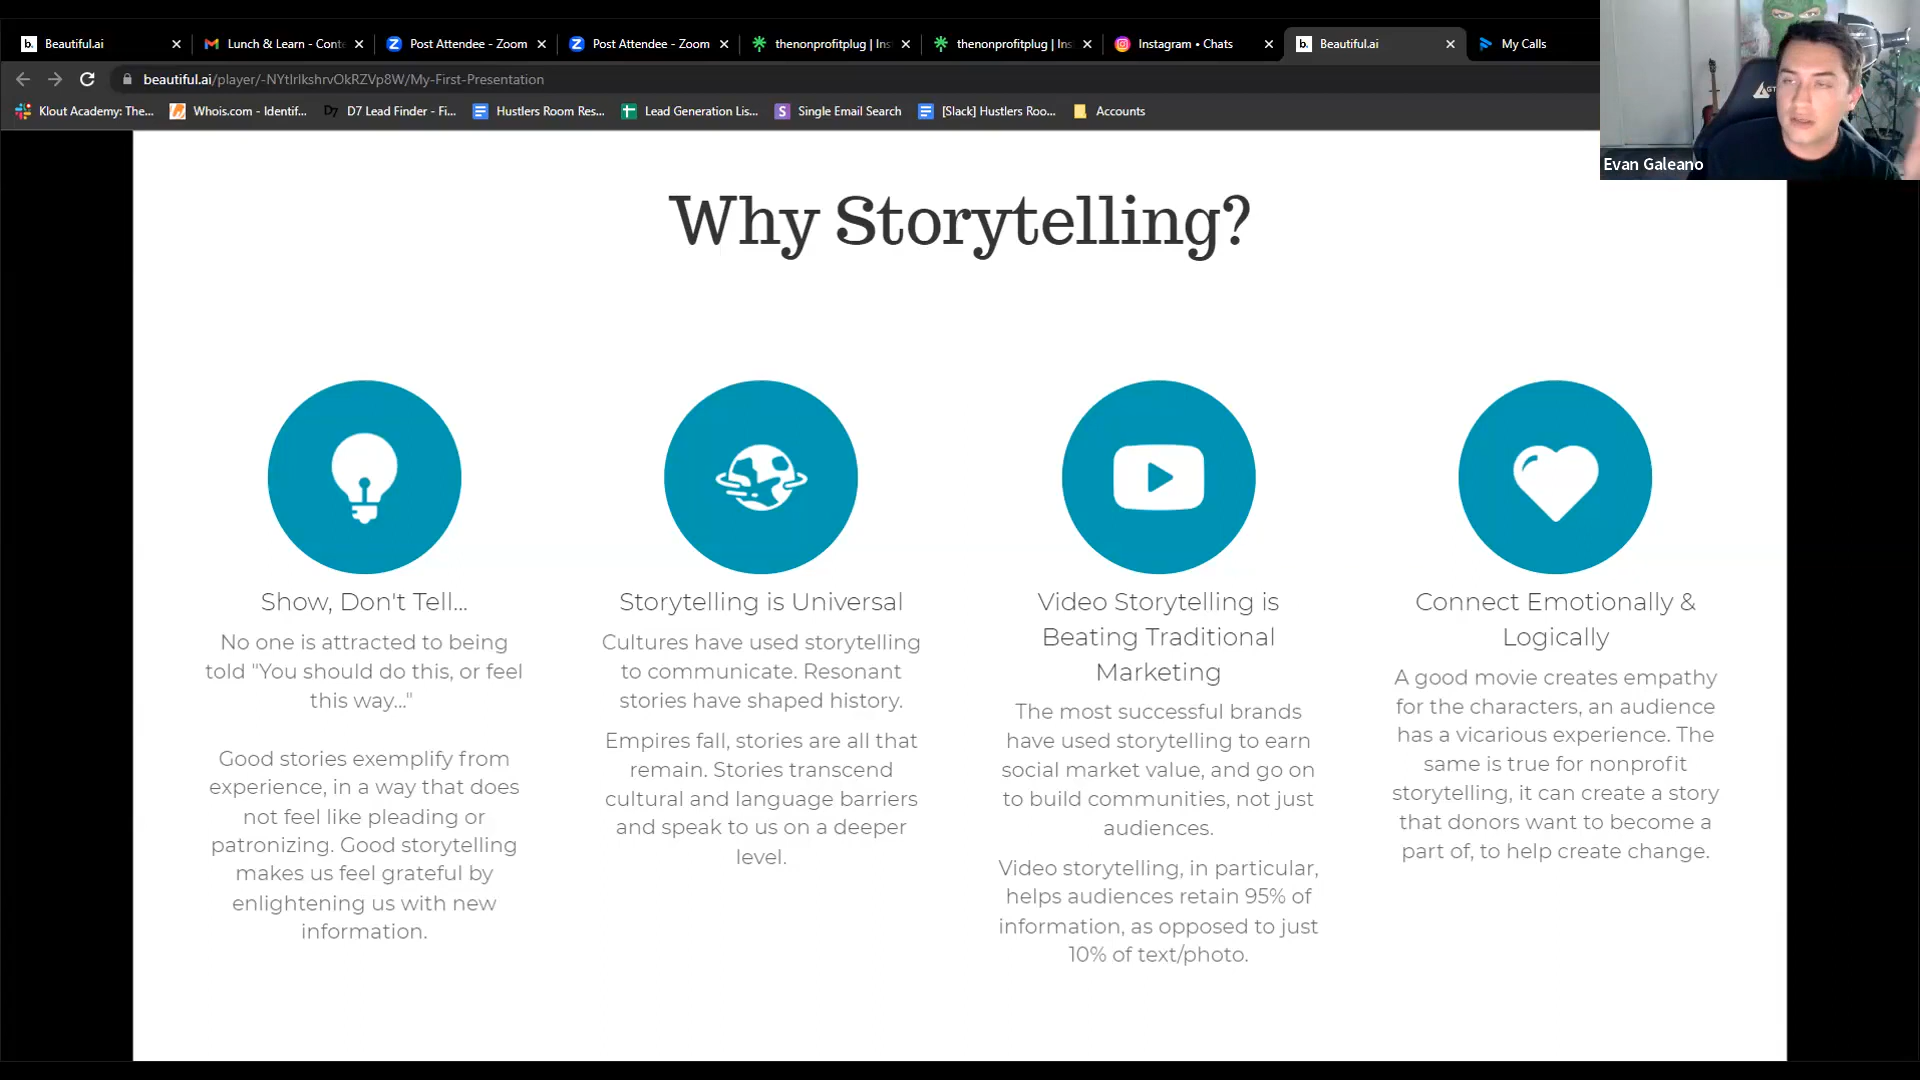 Beautiful.ai
Lunch & Learn - Conte
Post Attendee - Zoom
Post Attendee - Zoom
thenonprofitplug | Ins
thenonprofitplug | Ins
Instagram • Chats
Beautiful.ai
My Calls
beautiful.ai/player/-NYtlrlkshrvOkRZVp8W/My-First-Presentation
Klout Academy: The...
Whois.com - Identif...
D7 Lead Finder - Fi...
Hustlers Room Res...
Lead Generation Lis...
Single Email Search
[Slack] Hustlers Roo...
Accounts
Evan Galeano
Why Storytelling?
Show, Don't Tell...
No one is attracted to being
told "You should do this, or feel
this way..."
Good stories exemplify from
experience, in a way that does
not feel like pleading or
patronizing. Good storytelling
makes us feel grateful by
enlightening us with new
information.
Storytelling is Universal
Cultures have used storytelling
to communicate. Resonant
stories have shaped history.
Empires fall, stories are all that
remain. Stories transcend
cultural and language barriers
and speak to us on a deeper
level.
Video Storytelling is
Beating Traditional
Marketing
The most successful brands
have used storytelling to earn
social market value, and go on
to build communities, not just
audiences.
Video storytelling, in particular,
helps audiences retain 95% of
information, as opposed to just
10% of text/photo.
Connect Emotionally &
Logically
A good movie creates empathy
for the characters, an audience
has a vicarious experience. The
same is true for nonprofit
storytelling, it can create a story
that donors want to become a
part of, to help create change.